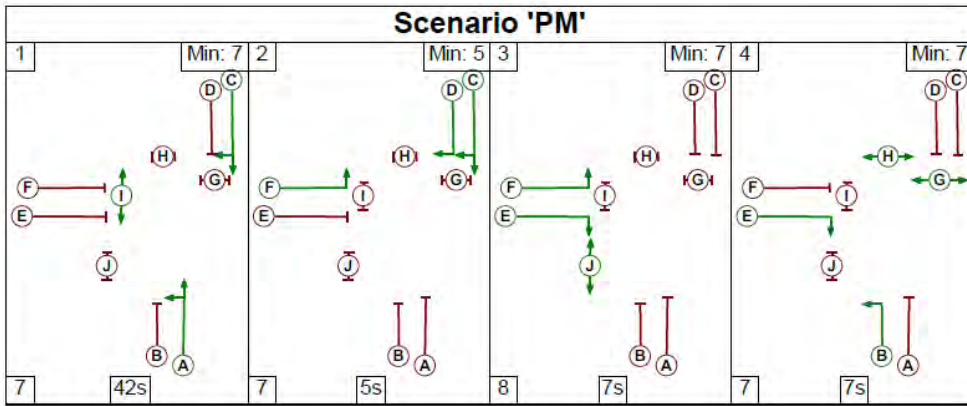 Scenario 'PM'
1 Min: 7 2 Min: 5 3 Min: 7 4 Min: 7
C C C C
D D D D
H H H H
G G G G
F I F I F I F I
E E E E
J J J J
B A B A B A B A
7 42s 7 5s 8 7s 7 7s